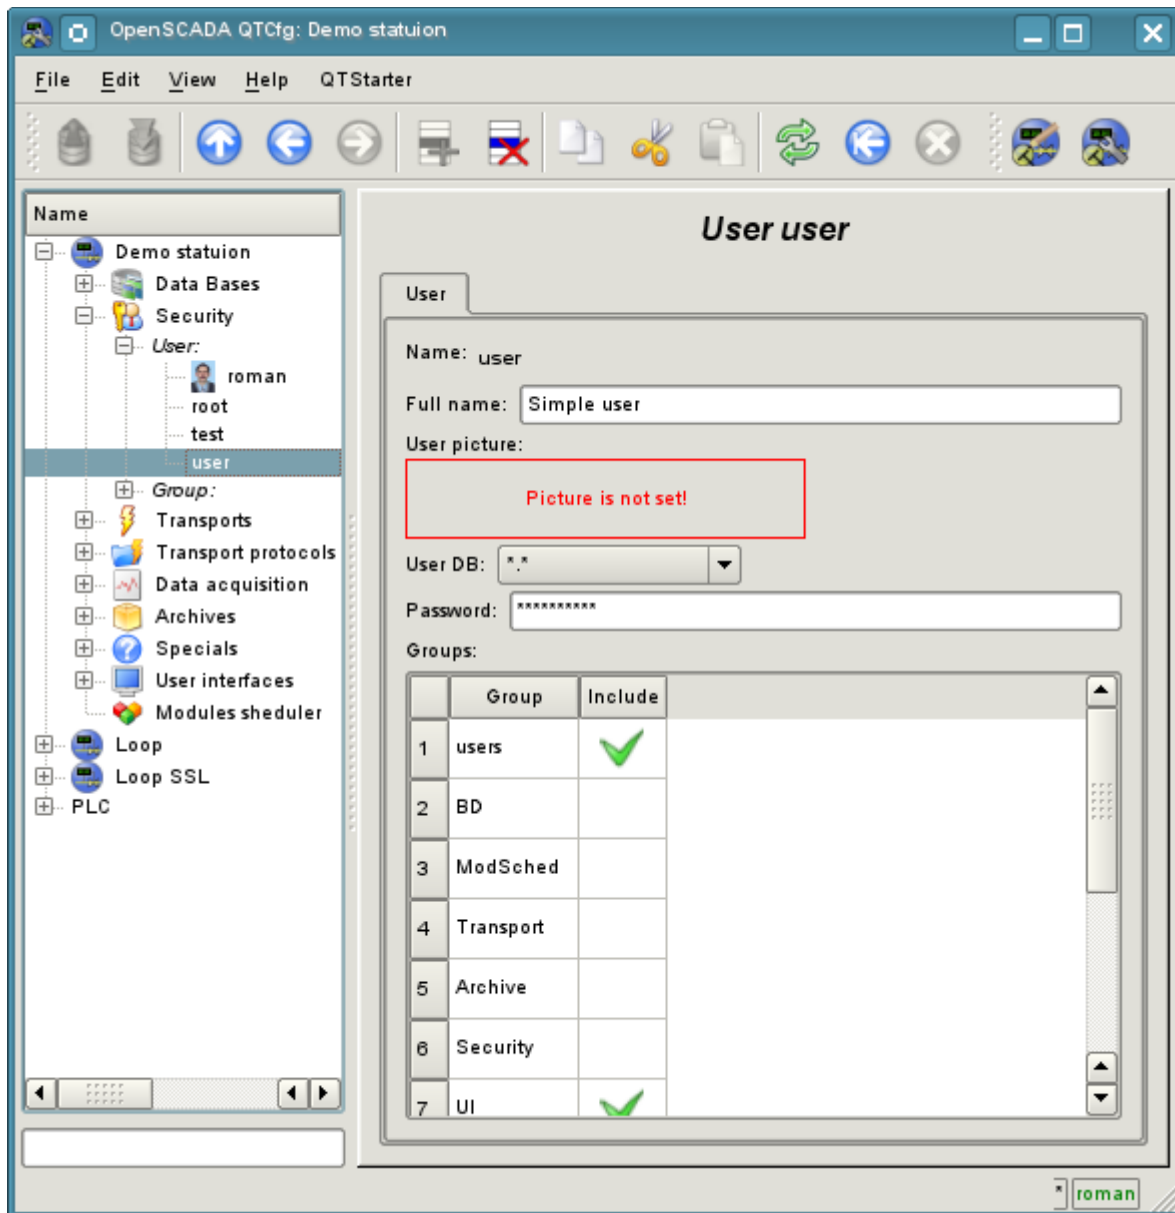 OpenSCADA QTCfg: Demo statuion
File Edit View Help QTStarter
Name
Demo statuion
Data Bases
Security
User:
roman
root
test
user
Group:
Transports
Transport protocols
Data acquisition
Archives
Specials
User interfaces
Modules sheduler
Loop
Loop SSL
PLC
User user
User
Name: user
Full name: Simple user
User picture:
Picture is not set!
User DB: *.*
Password: **********
Groups:
Group Include
1 users
2 BD
3 ModSched
4 Transport
5 Archive
6 Security
7 UI
* roman